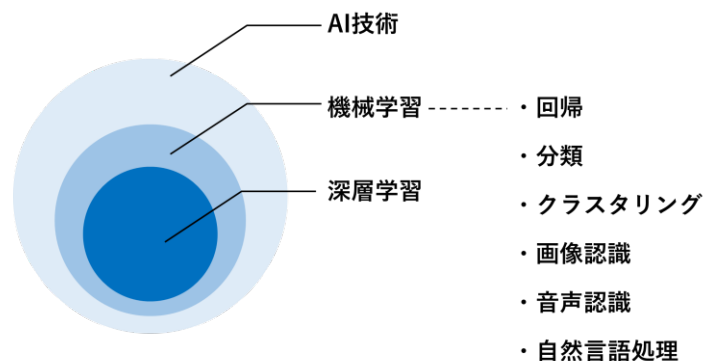 AI技術
機械学習
深層学習
・回帰
・分類
・クラスタリング
・画像認識
・音声認識
・自然言語処理